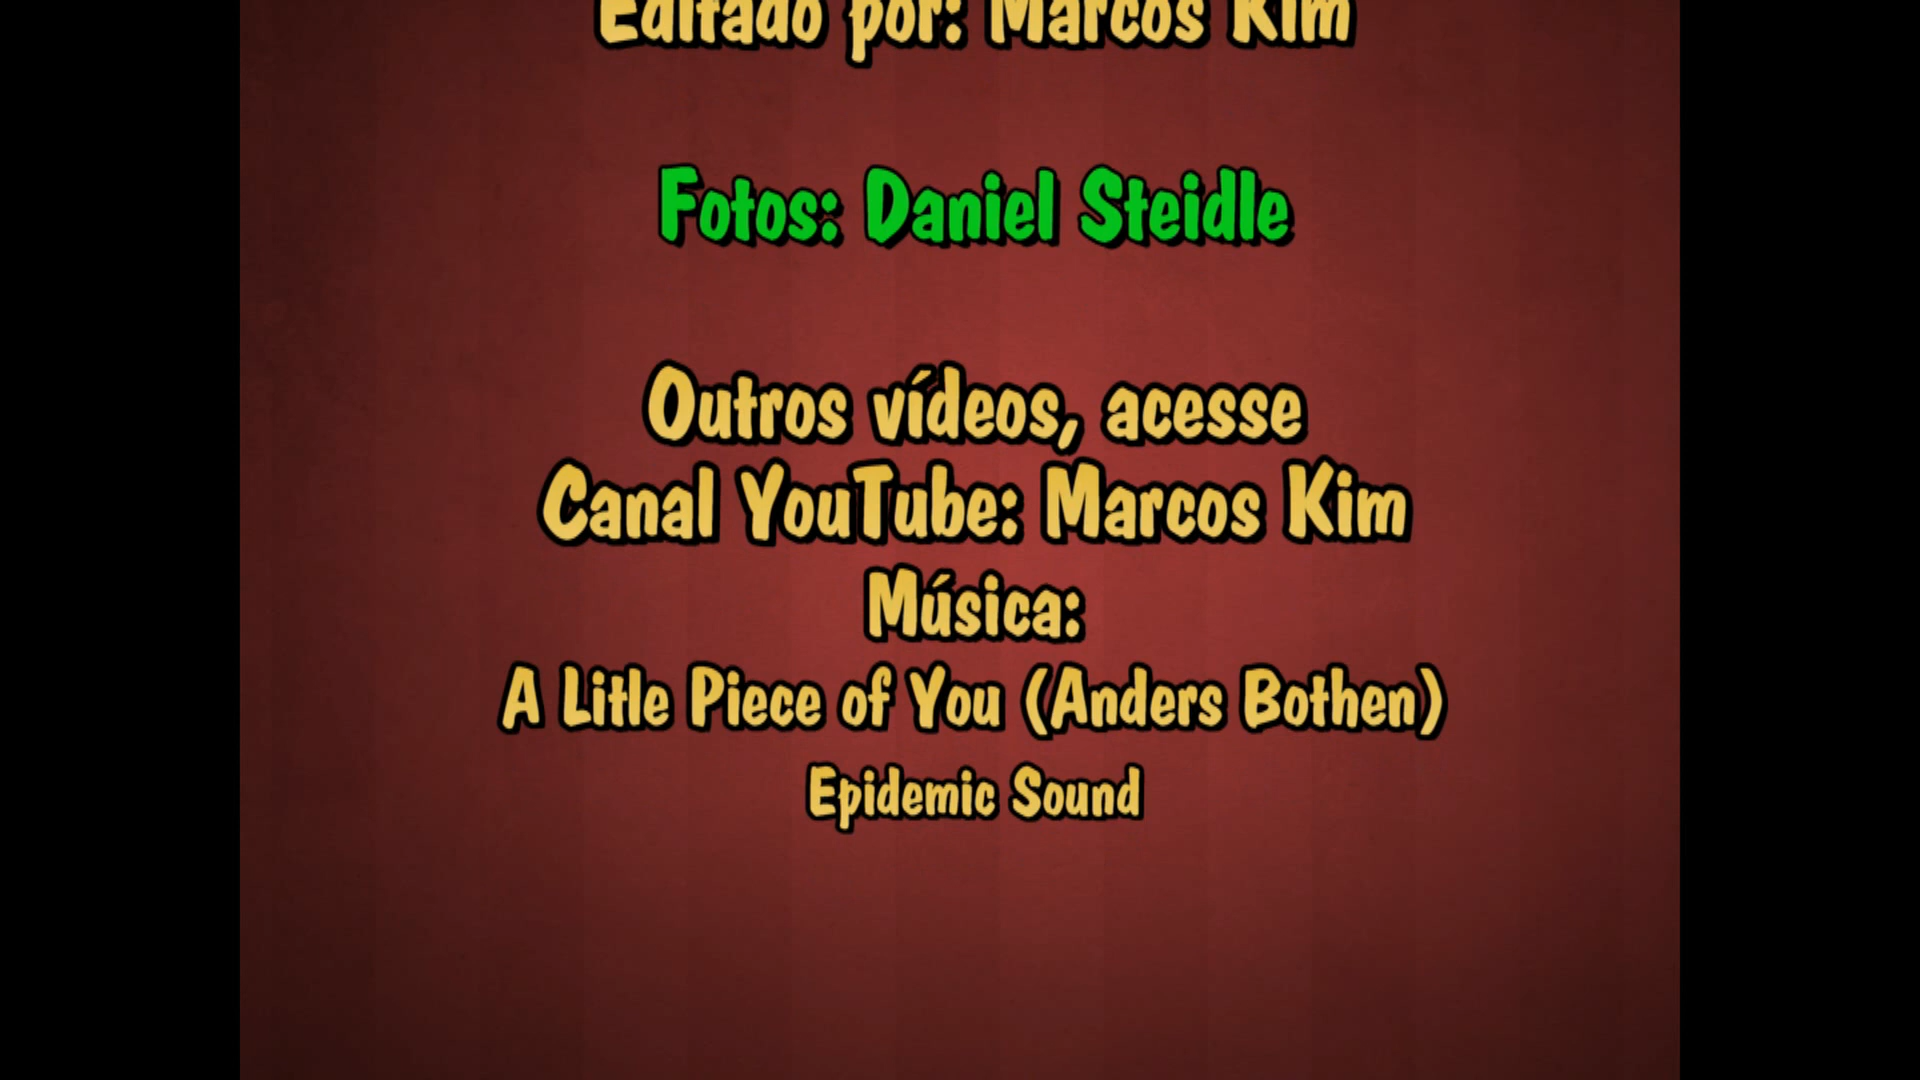 Editado por: Marcos Kim
Fotos: Daniel Steidle
Outros vídeos, acesse
Canal YouTube: Marcos Kim
Música:
A Litle Piece of You (Anders Bothen)
Epidemic Sound